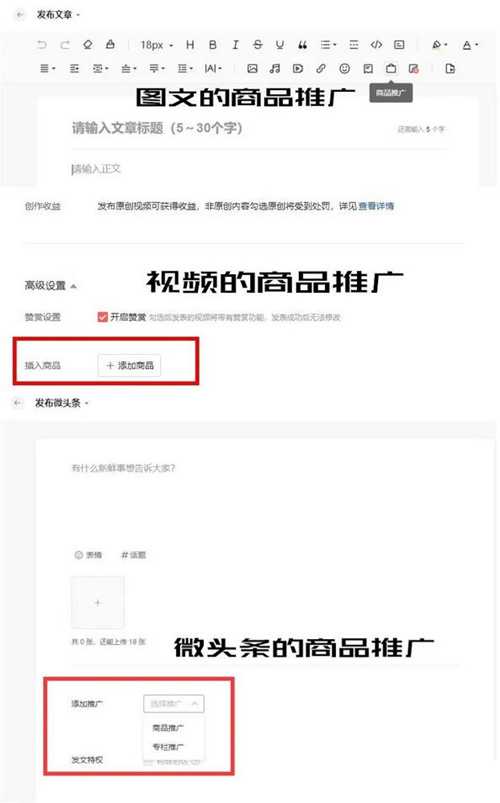 发布文章
18px
H B I S U
商品推广
图文的商品推广
请输入文章标题（5～30个字）
还需输入 5 个字
请输入正文
创作收益 发布原创视频可获得收益，非原创内容勾选原创将受到处罚，详见查看详情
视频的商品推广
高级设置
赞赏设置 开启赞赏 勾选后发表的视频将带有赞赏功能，发表成功后无法修改
插入商品 + 添加商品
发布微头条
有什么新鲜事想告诉大家？
表情 #话题
共 0 张，还能上传 18 张
微头条的商品推广
添加推广 选择推广
商品推广
专栏推广
发文特权